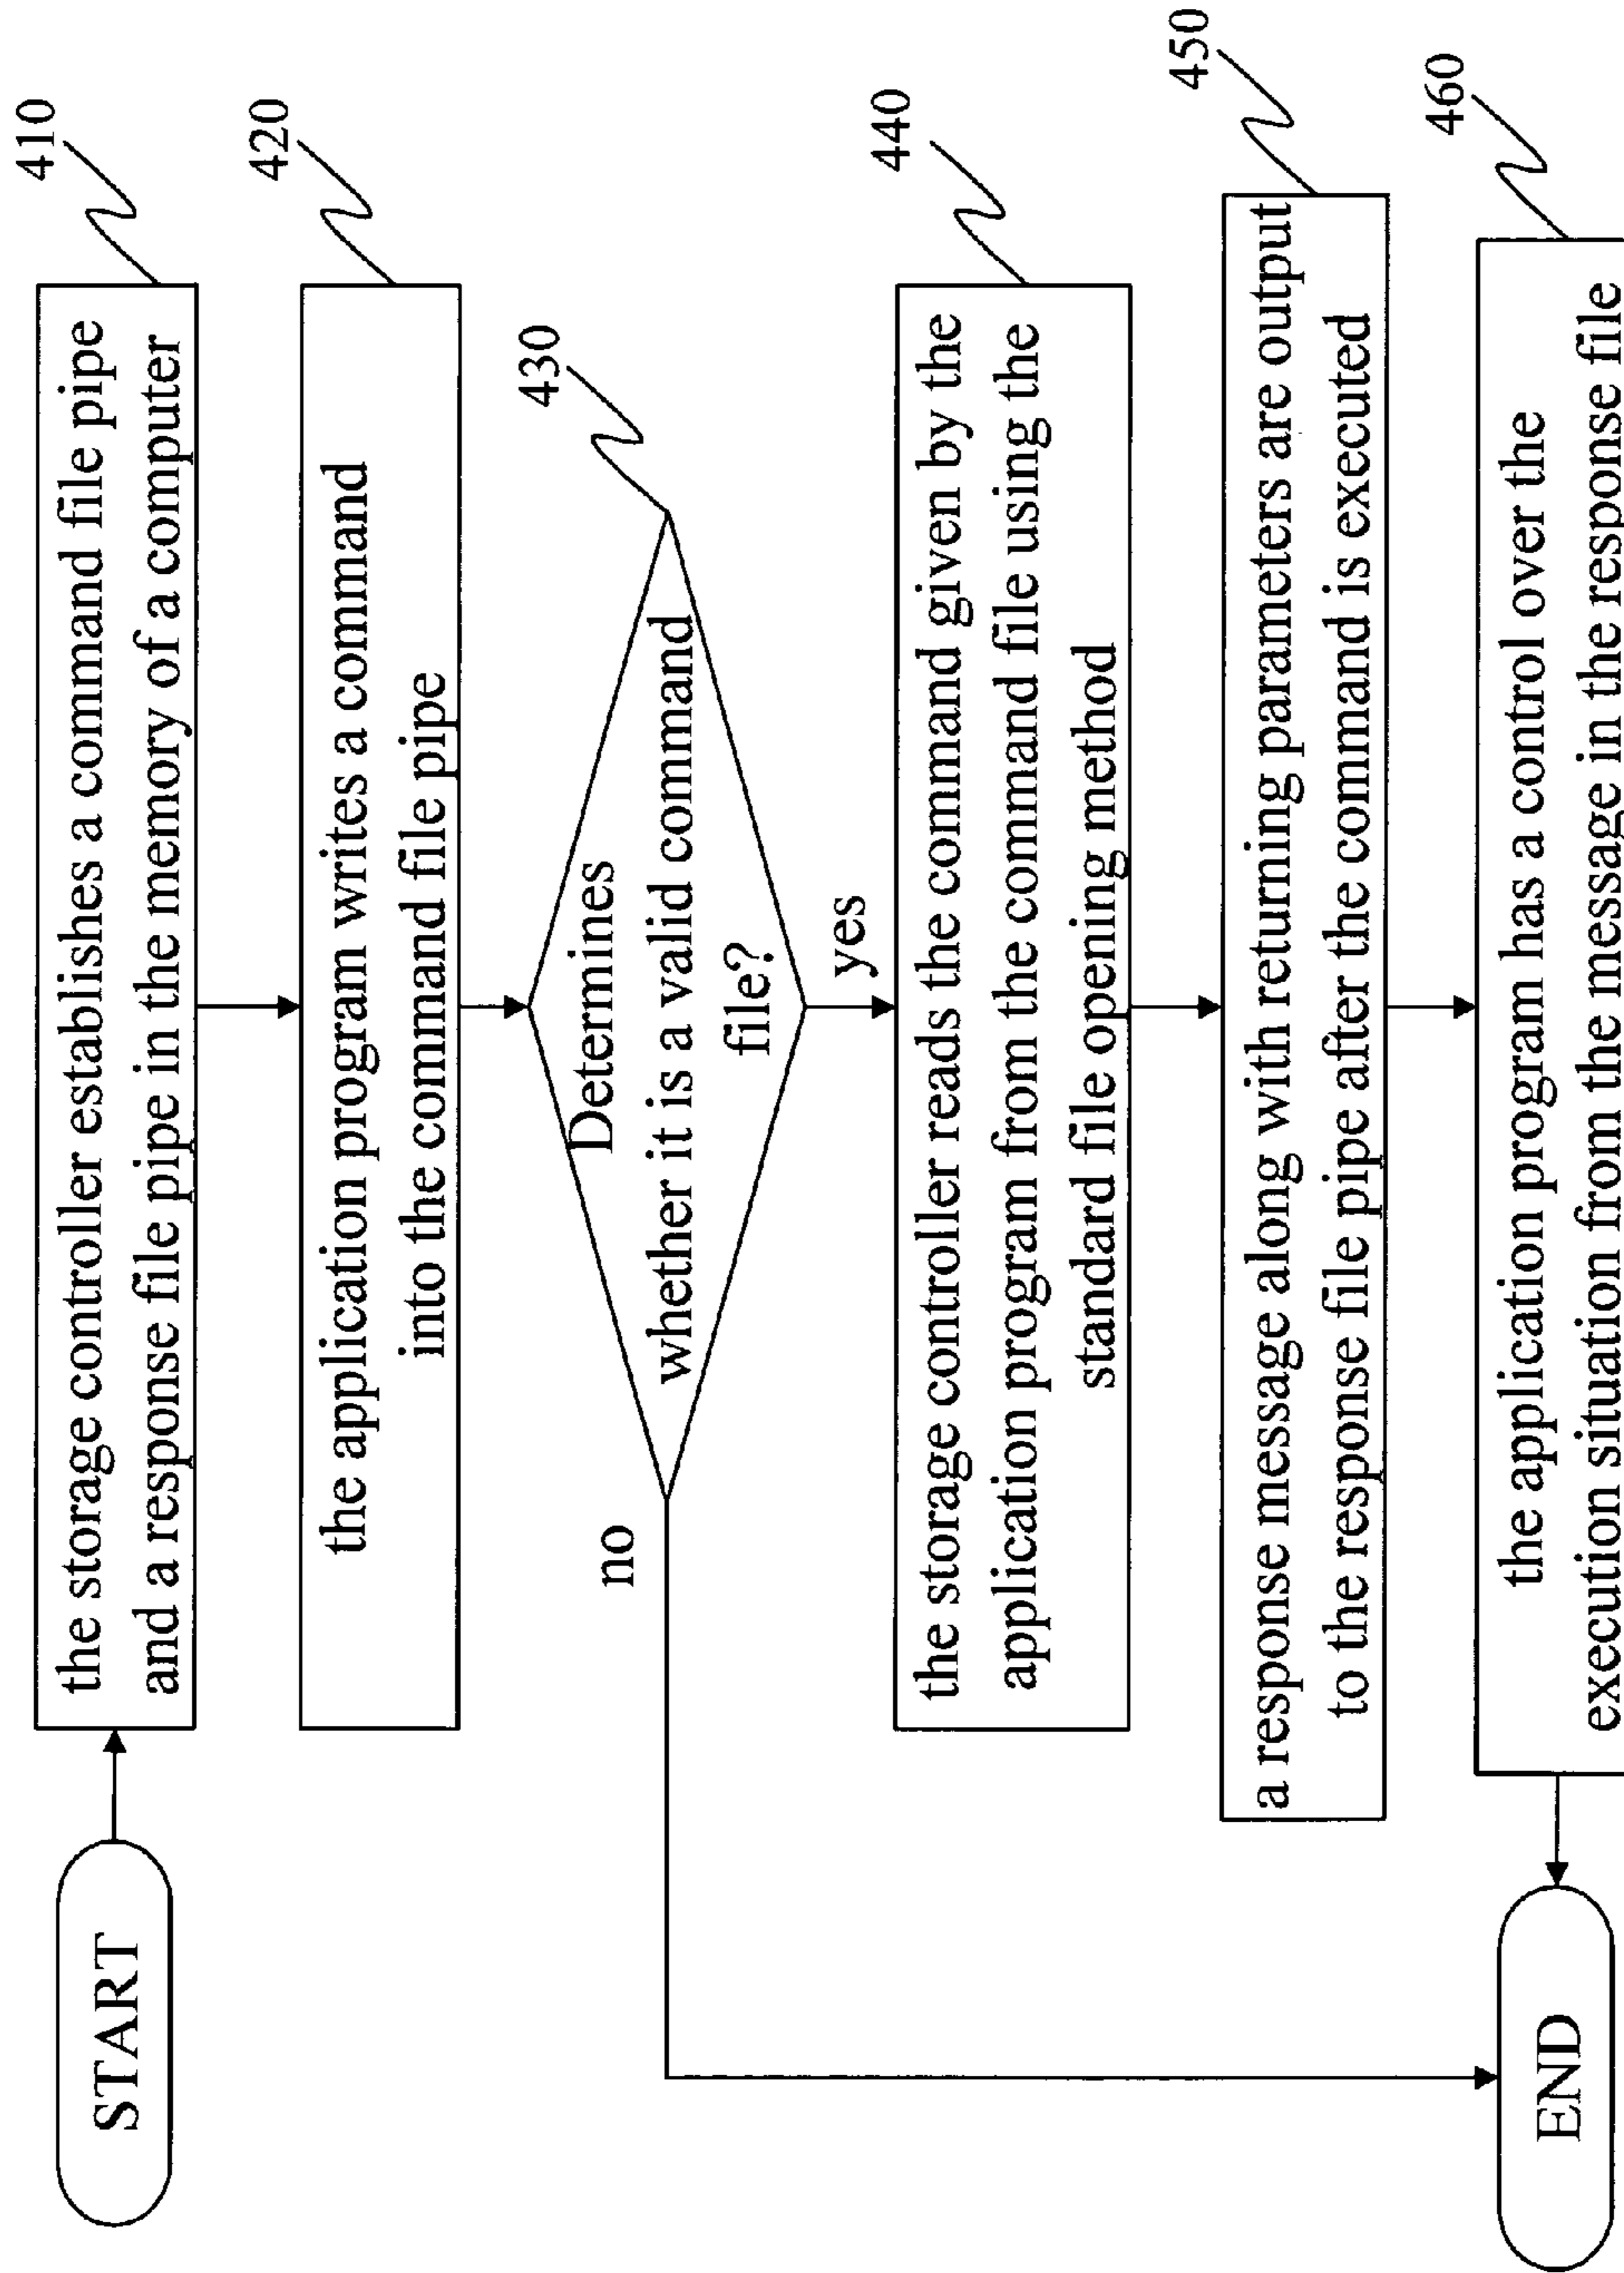 START
410
the storage controller establishes a command file pipe
and a response file pipe in the memory of a computer
420
the application program writes a command
into the command file pipe
430
Determines
whether it is a valid command
file?
no
yes
440
the storage controller reads the command given by the
application program from the command file using the
standard file opening method
450
a response message along with returning parameters are output
to the response file pipe after the command is executed
460
the application program has a control over the
execution situation from the message in the response file
END